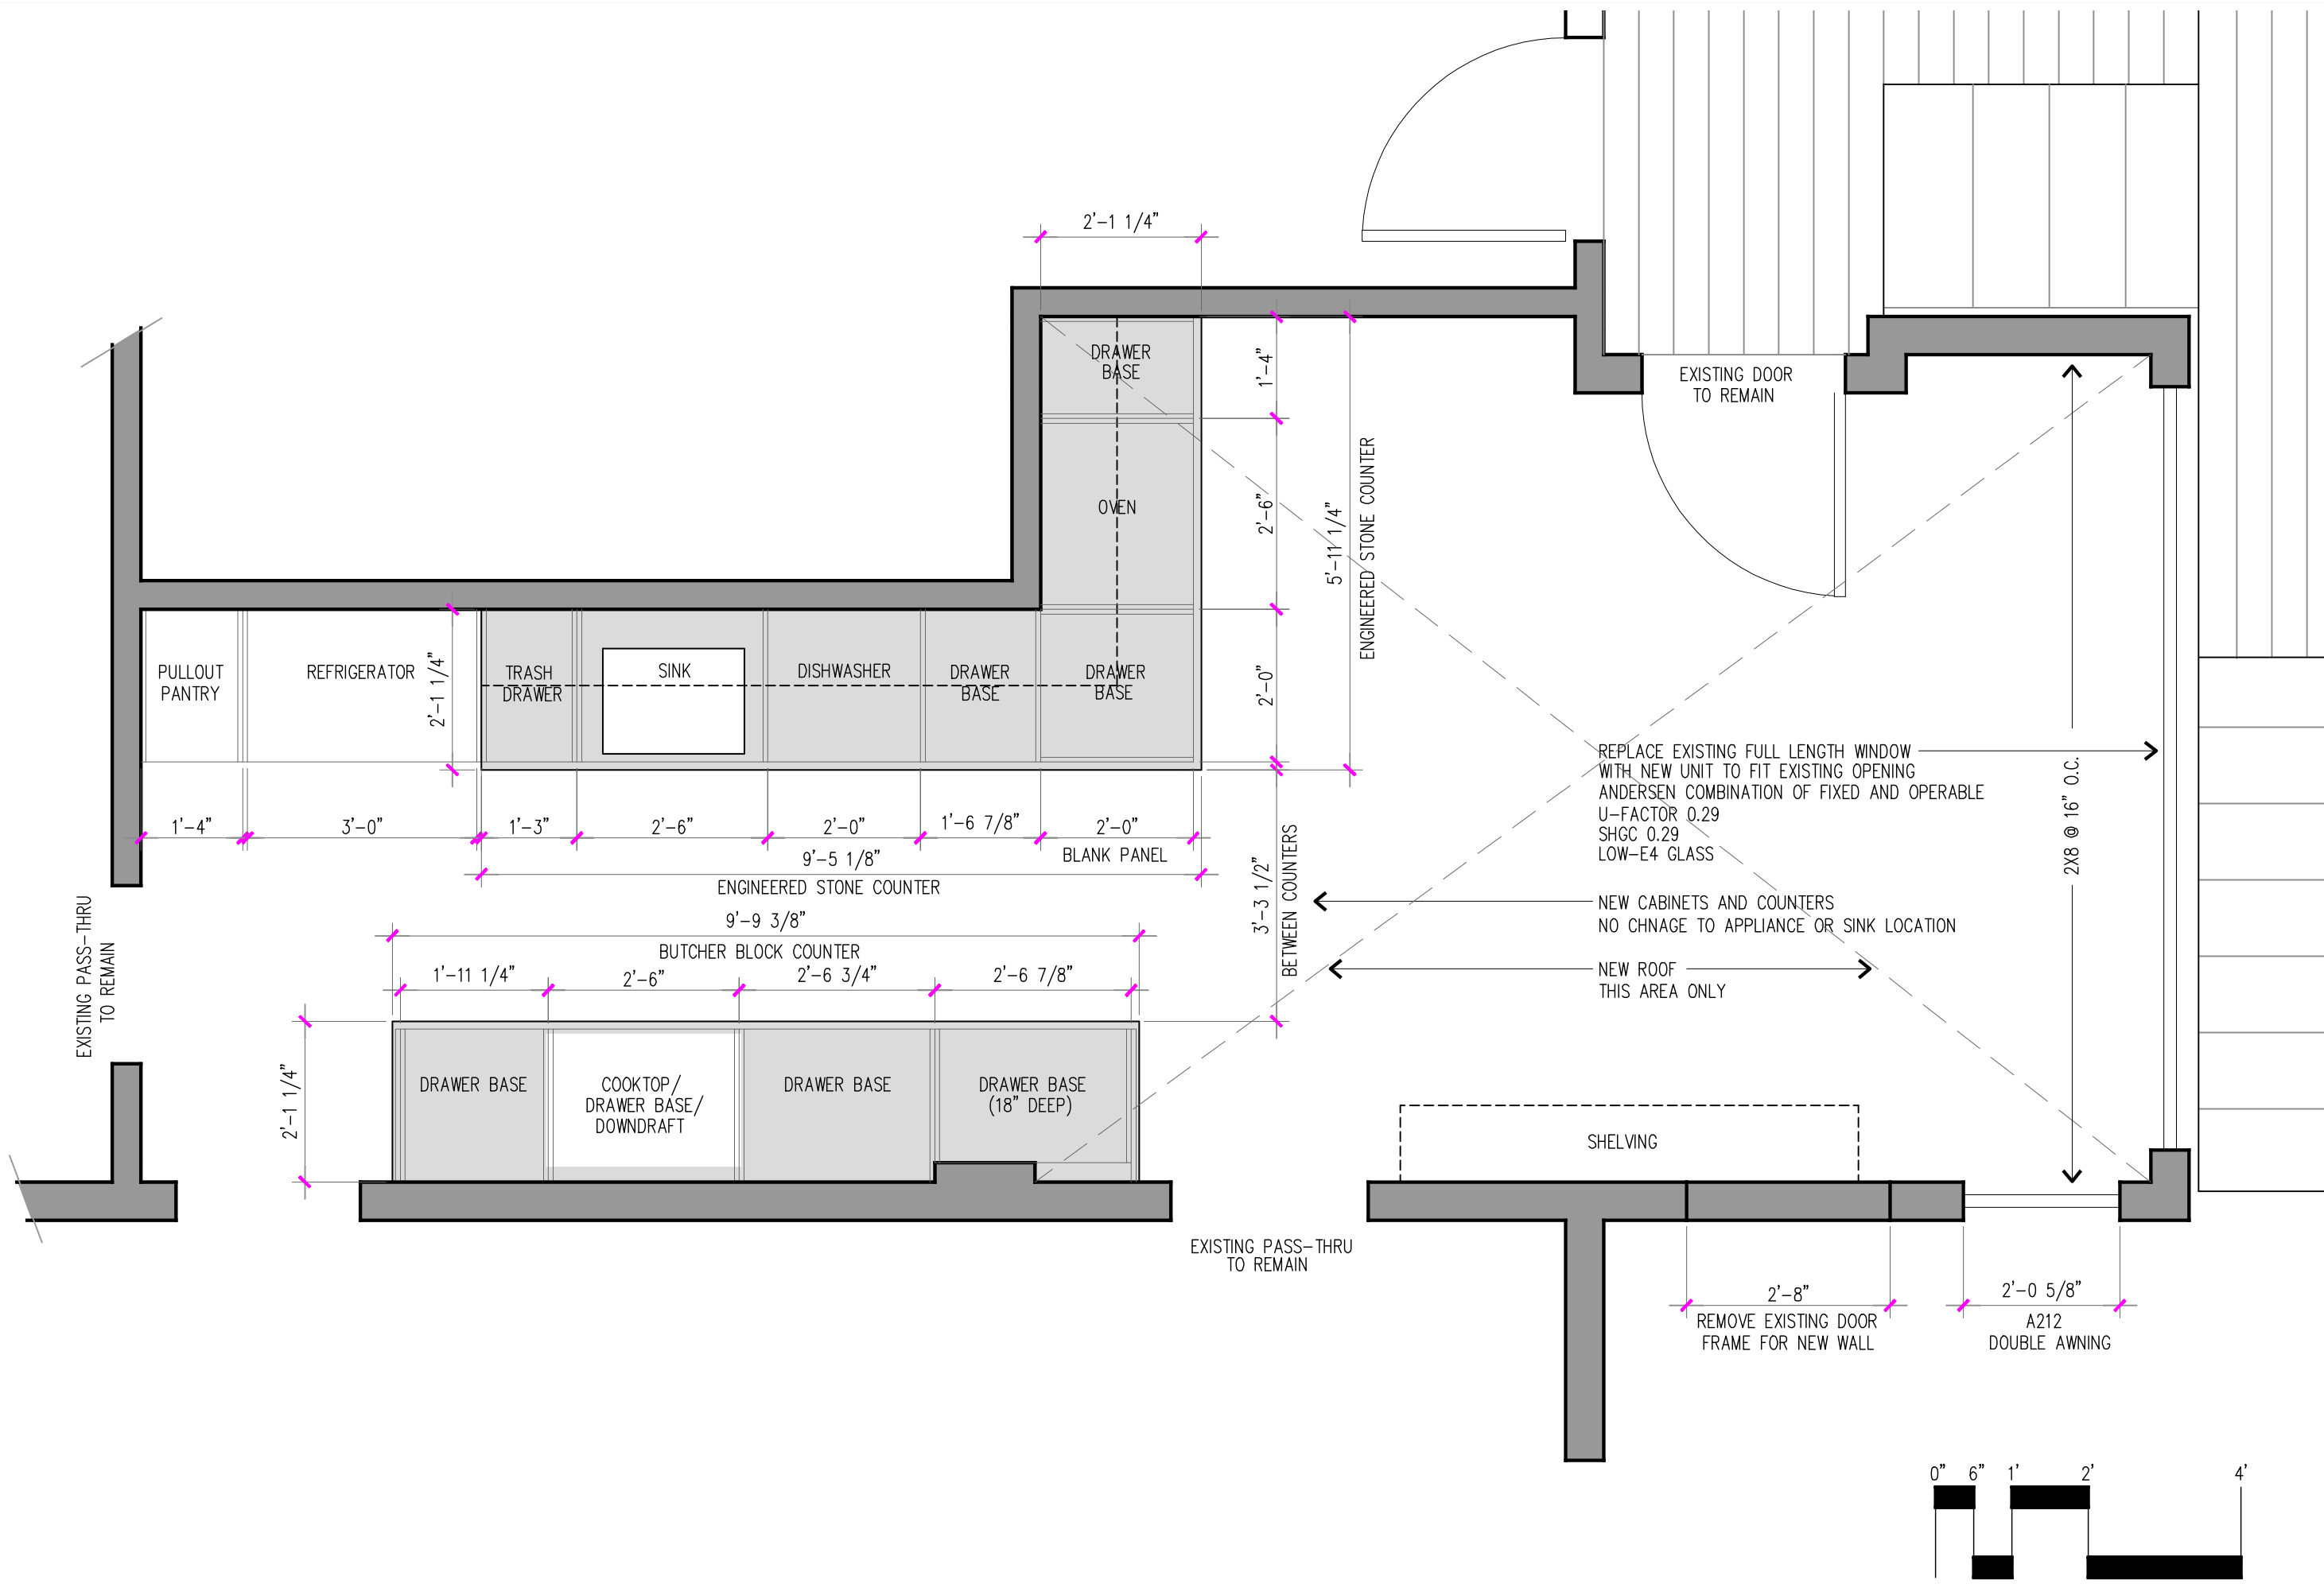 2'-1 1/4"
DRAWER
BASE
1'-4"
EXISTING DOOR
TO REMAIN
OVEN
2'-6"
5'-11 1/4"
ENGINEERED STONE COUNTER
PULLOUT
PANTRY
REFRIGERATOR
2'-1 1/4"
TRASH
DRAWER
SINK
DISHWASHER
DRAWER
BASE
DRAWER
BASE
2'-0"
REPLACE EXISTING FULL LENGTH WINDOW
WITH NEW UNIT TO FIT EXISTING OPENING
ANDERSEN COMBINATION OF FIXED AND OPERABLE
U-FACTOR 0.29
SHGC 0.29
LOW-E4 GLASS
2X8 @ 16" O.C.
1'-4"
3'-0"
1'-3"
2'-6"
2'-0"
1'-6 7/8"
2'-0"
BLANK PANEL
9'-5 1/8"
ENGINEERED STONE COUNTER
3'-3 1/2"
BETWEEN COUNTERS
NEW CABINETS AND COUNTERS
NO CHNAGE TO APPLIANCE OR SINK LOCATION
NEW ROOF
THIS AREA ONLY
EXISTING PASS-THRU
TO REMAIN
9'-9 3/8"
BUTCHER BLOCK COUNTER
1'-11 1/4"
2'-6"
2'-6 3/4"
2'-6 7/8"
2'-1 1/4"
DRAWER BASE
COOKTOP/
DRAWER BASE/
DOWNDRAFT
DRAWER BASE
DRAWER BASE
(18" DEEP)
SHELVING
EXISTING PASS-THRU
TO REMAIN
2'-8"
REMOVE EXISTING DOOR
FRAME FOR NEW WALL
2'-0 5/8"
A212
DOUBLE AWNING
0" 6" 1' 2' 4'